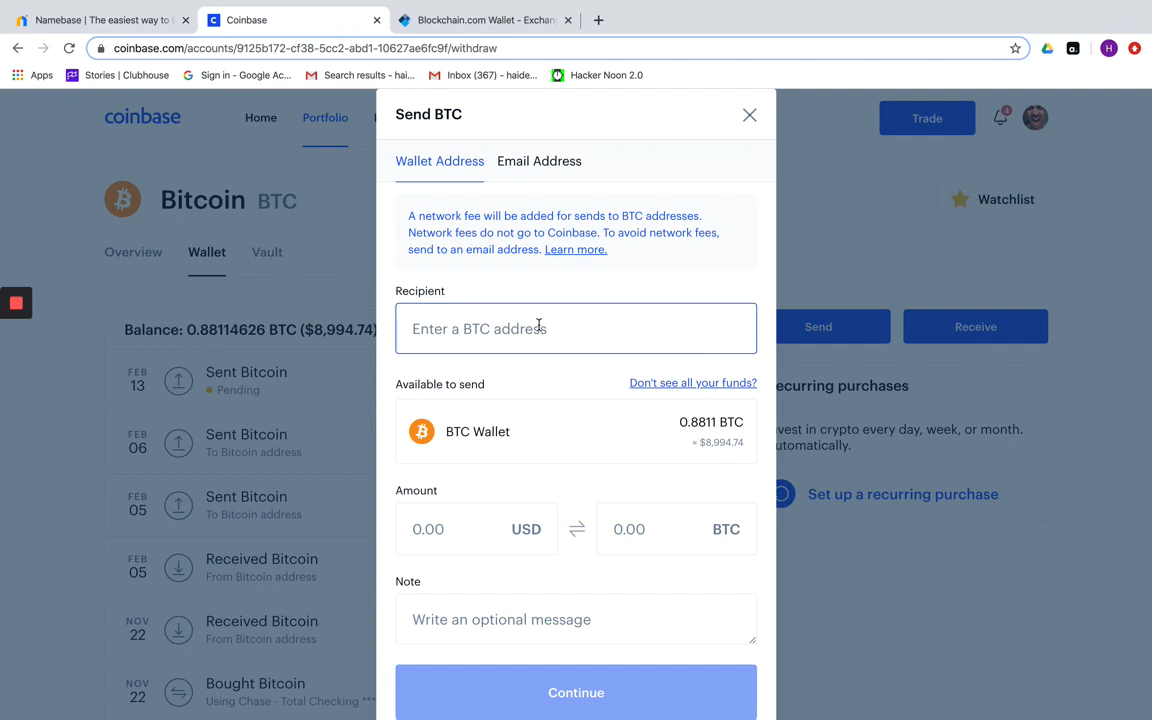 Namebase | The easiest way to b
Coinbase
Blockchain.com Wallet - Exchang
coinbase.com/accounts/9125b172-cf38-5cc2-abd1-10627ae6fc9f/withdraw
a.
H
Apps
Stories | Clubhouse
Sign in - Google Ac...
Search results - hai...
Inbox (367) - haide...
Hacker Noon 2.0
coinbase
Home
Portfolio
Trade
Bitcoin BTC
Watchlist
Overview
Wallet
Vault
Balance: 0.88114626 BTC ($8,994.74)
FEB
13
Sent Bitcoin
Pending
FEB
06
Sent Bitcoin
To Bitcoin address
FEB
05
Sent Bitcoin
To Bitcoin address
FEB
05
Received Bitcoin
From Bitcoin address
NOV
22
Received Bitcoin
From Bitcoin address
NOV
22
Bought Bitcoin
Using Chase - Total Checking ***
Send BTC
Wallet Address
Email Address
A network fee will be added for sends to BTC addresses.
Network fees do not go to Coinbase. To avoid network fees,
send to an email address. Learn more.
Recipient
Enter a BTC address
Available to send
Don't see all your funds?
BTC Wallet
0.8811 BTC
≈ $8,994.74
Amount
0.00 USD
0.00 BTC
Note
Write an optional message
Continue
Send
Receive
ecurring purchases
vest in crypto every day, week, or month.
utomatically.
Set up a recurring purchase